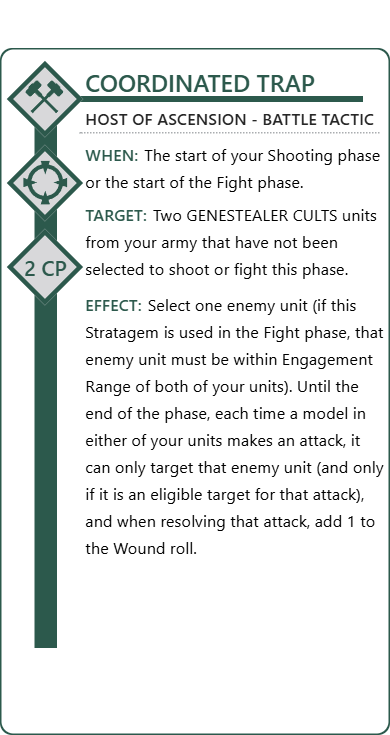 COORDINATED TRAP
HOST OF ASCENSION - BATTLE TACTIC
WHEN: The start of your Shooting phase
or the start of the Fight phase.
TARGET: Two GENESTEALER CULTS units
from your army that have not been
selected to shoot or fight this phase.
2 CP
EFFECT: Select one enemy unit (if this
Stratagem is used in the Fight phase, that
enemy unit must be within Engagement
Range of both of your units). Until the
end of the phase, each time a model in
either of your units makes an attack, it
can only target that enemy unit (and only
if it is an eligible target for that attack),
and when resolving that attack, add 1 to
the Wound roll.